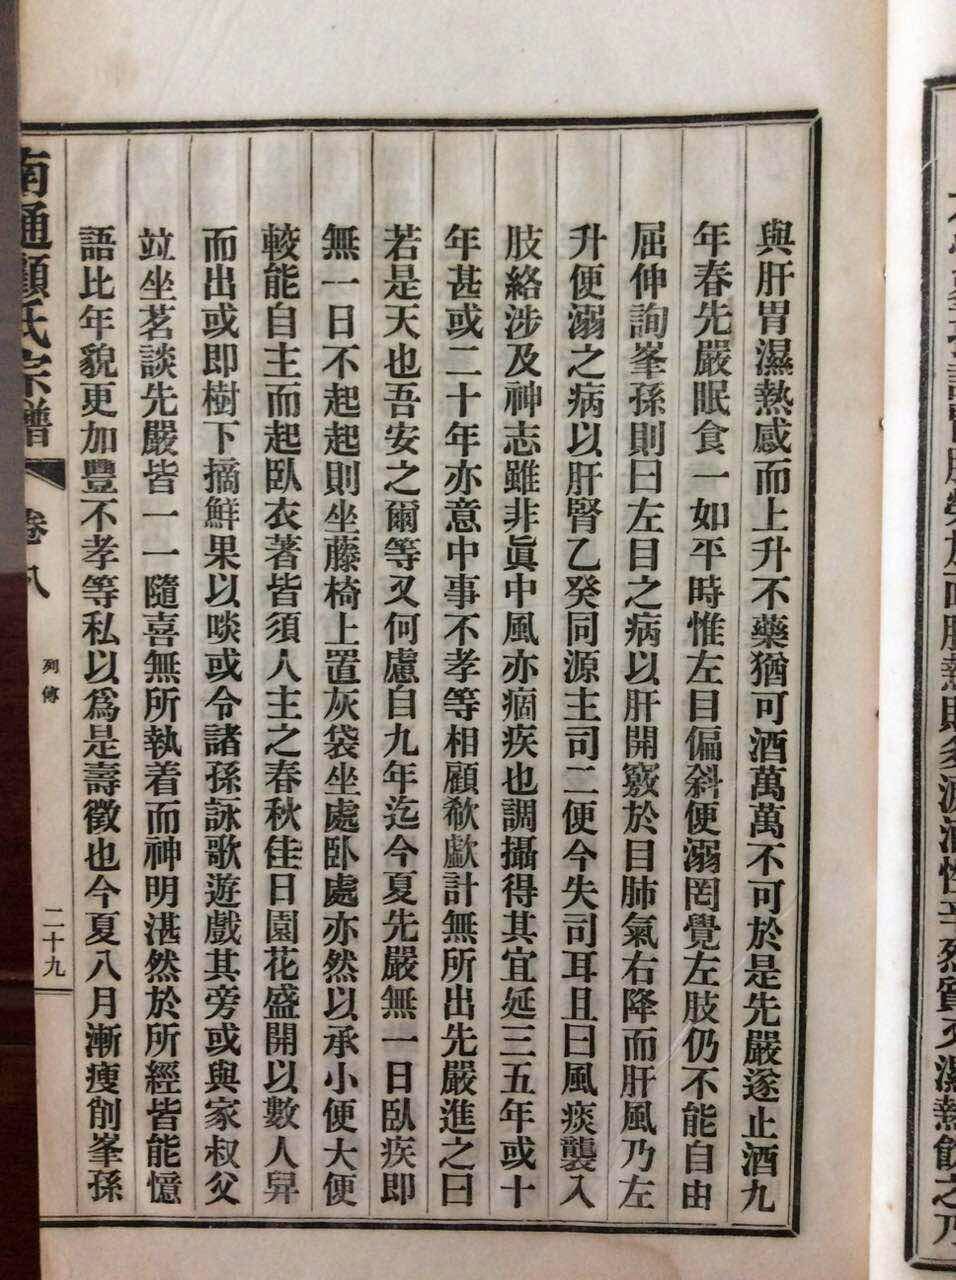 與肝胃濕熱感而上升不藥猶可酒萬萬不可於是先嚴遂止酒九
年春先嚴眠食一如平時惟左目偏斜便溺罔覺左肢仍不能自由
屈伸詢峯孫則曰左目之病以肝開竅於目肺氣右降而肝風乃左
升便溺之病以肝腎乙癸同源主司二便今失司耳且曰風痰襲入
肢絡涉及神志雖非眞中風亦痼疾也調攝得其宜延三五年或十
年甚或二十年亦意中事不孝等相顧欷歔計無所出先嚴進之曰
若是天也吾安之爾等又何慮自九年迄今夏先嚴無一日臥疾即
無一日不起起則坐藤椅上置灰袋坐處卧處亦然以承小便大便
較能自主而起臥衣著皆須人主之春秋佳日園花盛開以數人舁
而出或即樹下摘鮮果以啖或令諸孫詠歌遊戲其旁或與家叔父
竝坐茗談先嚴皆一一隨喜無所執着而神明湛然於所經皆能憶
語比年貌更加豐不孝等私以爲是壽徵也今夏八月漸瘦削峯孫
南通顧氏宗譜 卷八 列傳 二十九